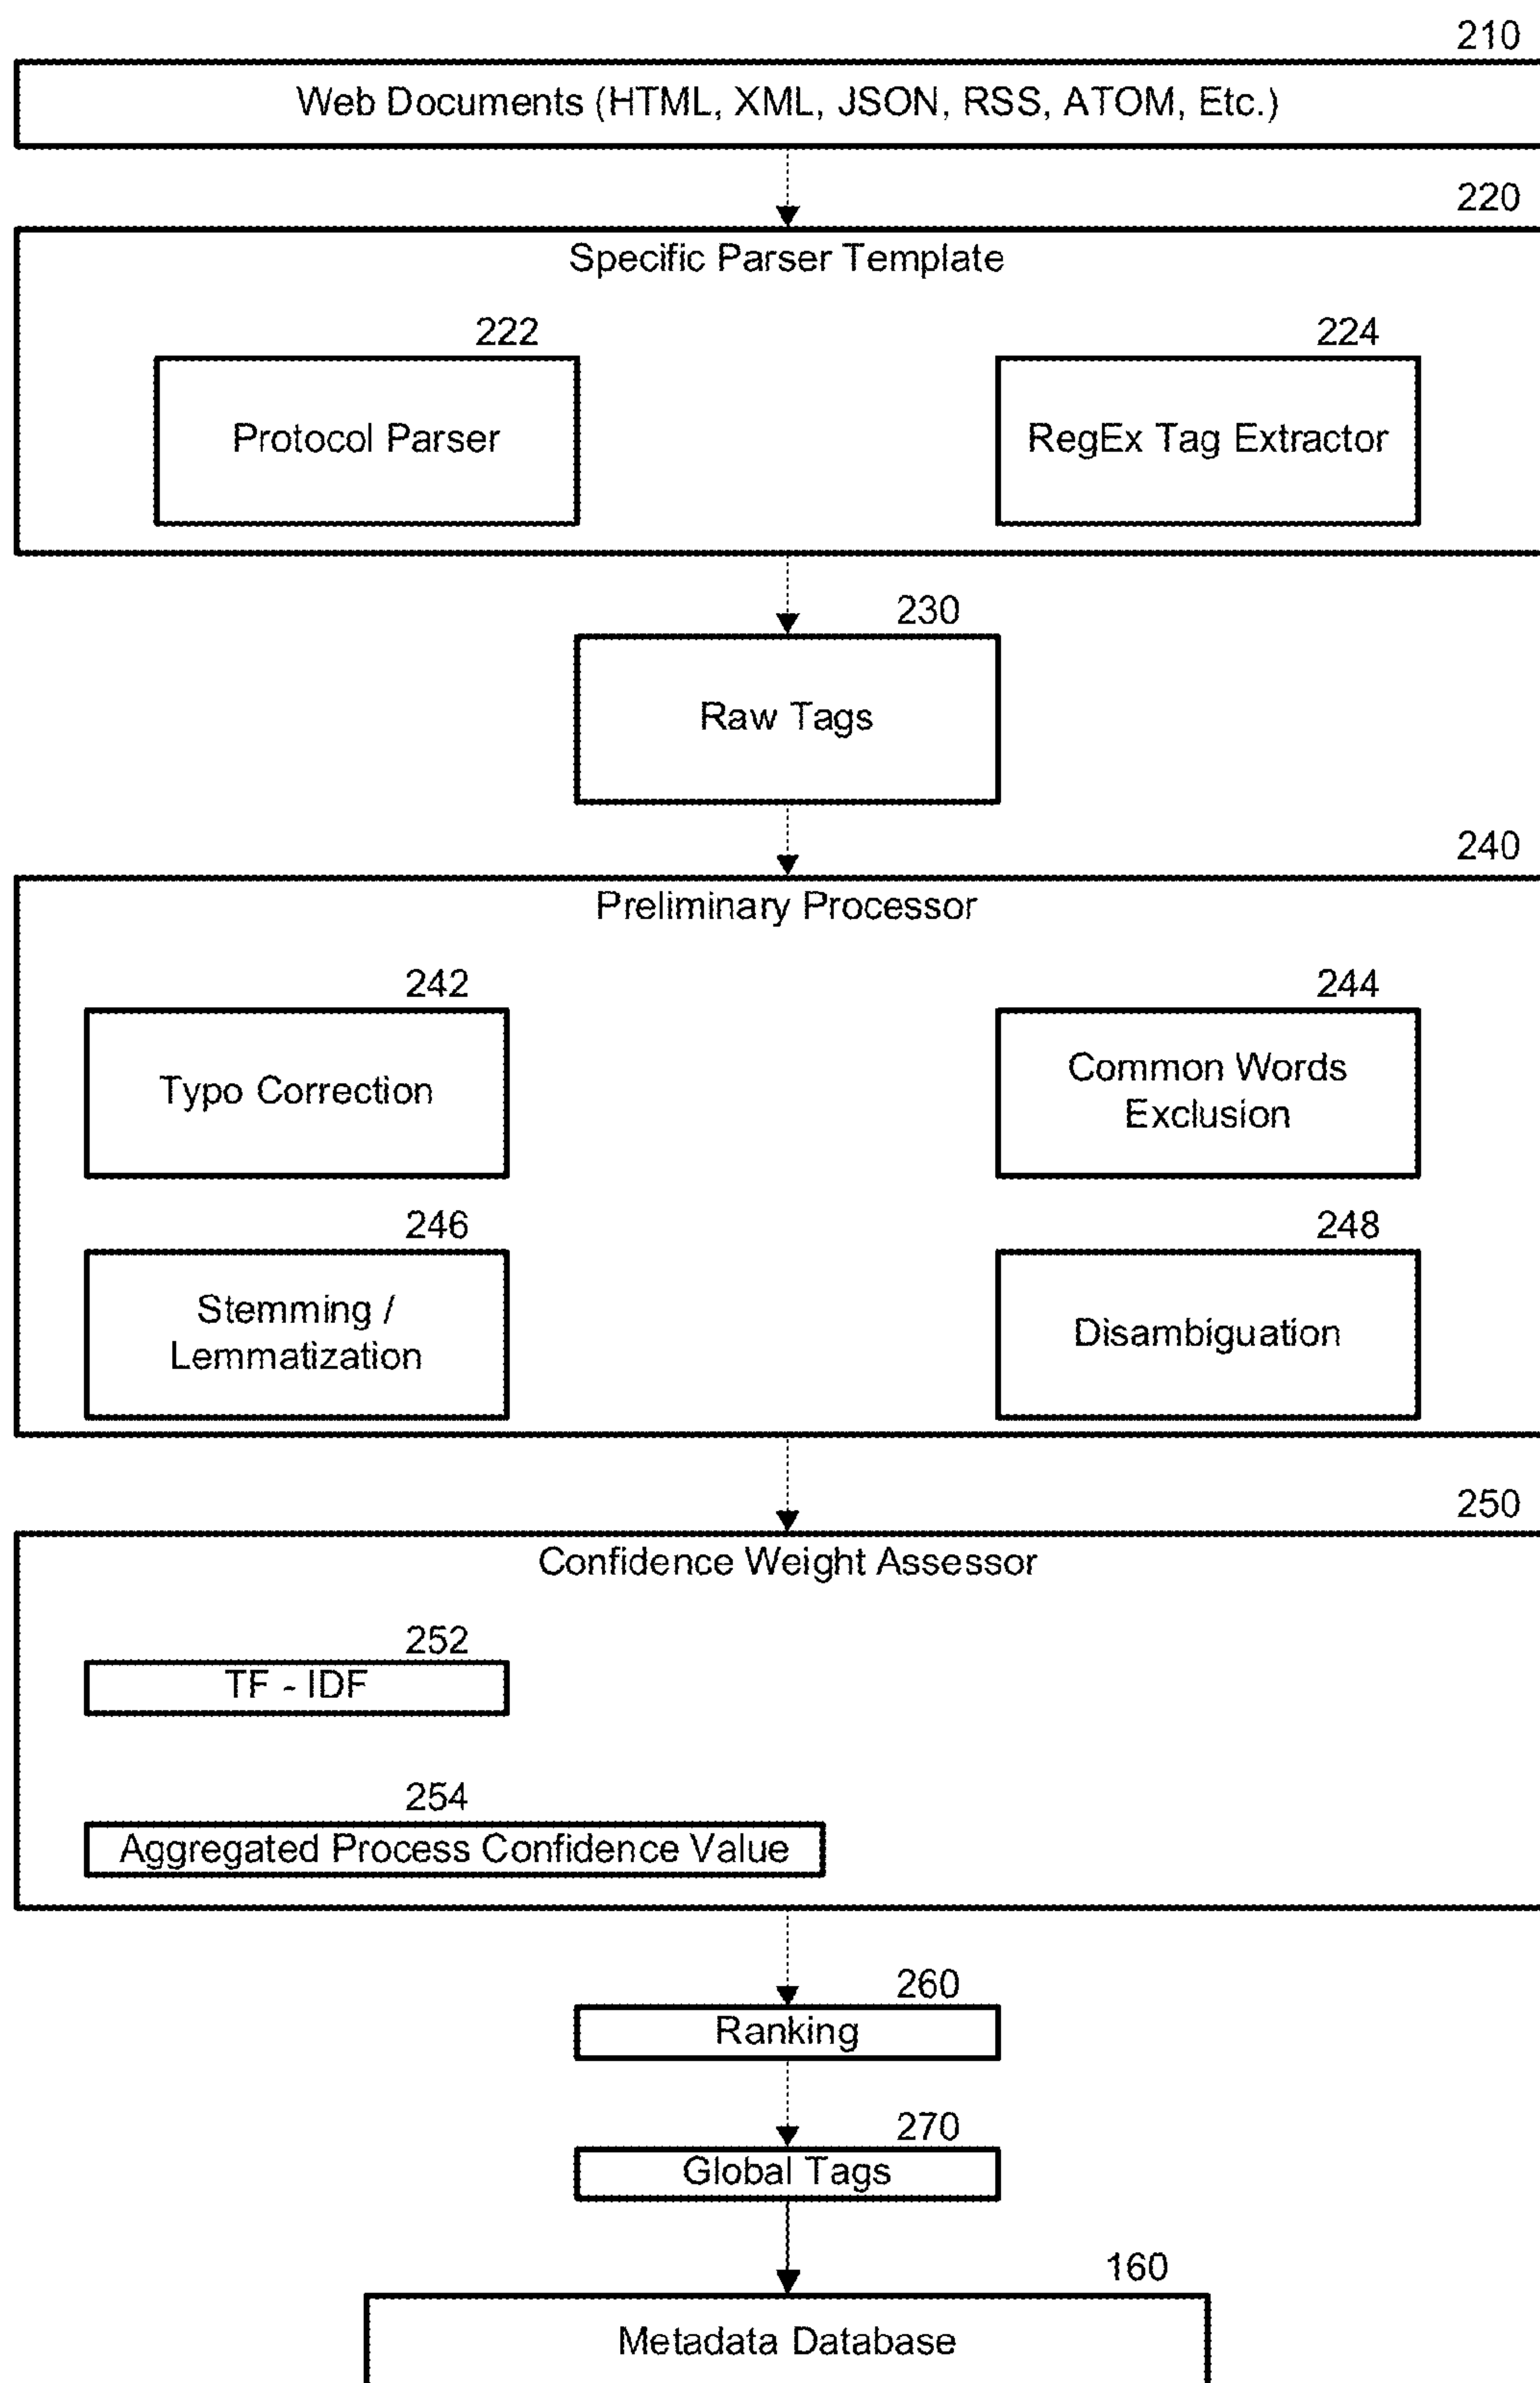 210
Web Documents (HTML, XML, JSON, RSS, ATOM, Etc.)
220
Specific Parser Template
222
224
Protocol Parser
RegEx Tag Extractor
230
Raw Tags
240
Preliminary Processor
242
244
Typo Correction
Common Words
Exclusion
246
248
Stemming /
Lemmatization
Disambiguation
250
Confidence Weight Assessor
252
TF - IDF
254
Aggregated Process Confidence Value
260
Ranking
270
Global Tags
160
Metadata Database